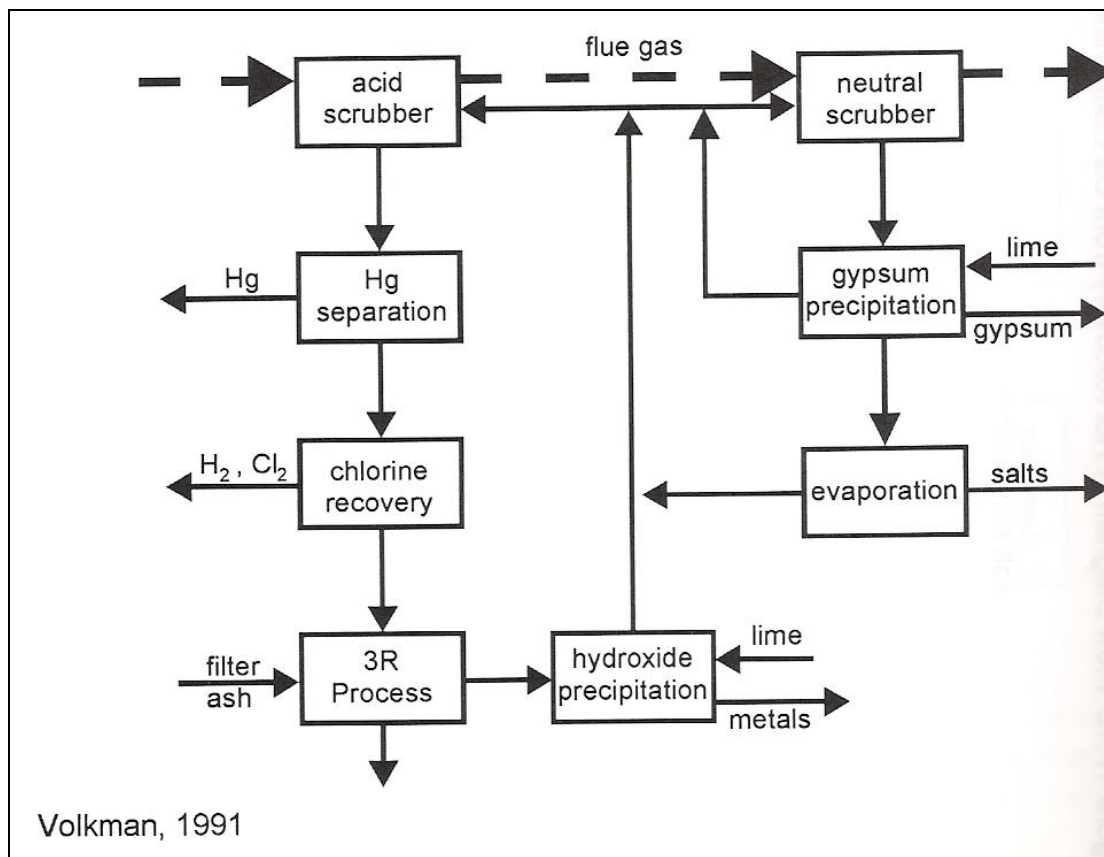 flue gas
acid
scrubber
neutral
scrubber
Hg
Hg
separation
lime
gypsum
precipitation
gypsum
H₂ , Cl₂
chlorine
recovery
evaporation
salts
filter
ash
3R
Process
hydroxide
precipitation
lime
metals
Volkman, 1991